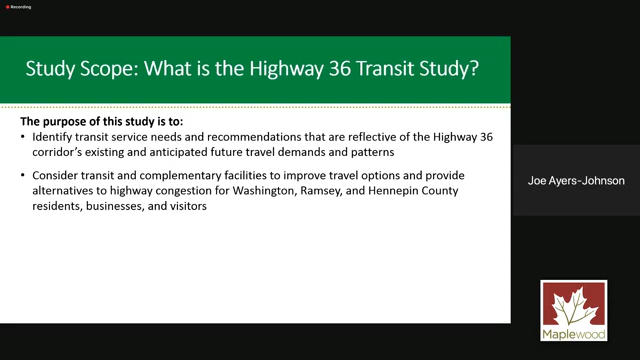 Recording
Study Scope: What is the Highway 36 Transit Study?
The purpose of this study is to:
• Identify transit service needs and recommendations that are reflective of the Highway 36
corridor's existing and anticipated future travel demands and patterns
• Consider transit and complementary facilities to improve travel options and provide
alternatives to highway congestion for Washington, Ramsey, and Hennepin County
residents, businesses, and visitors
Joe Ayers-Johnson
Maplewood